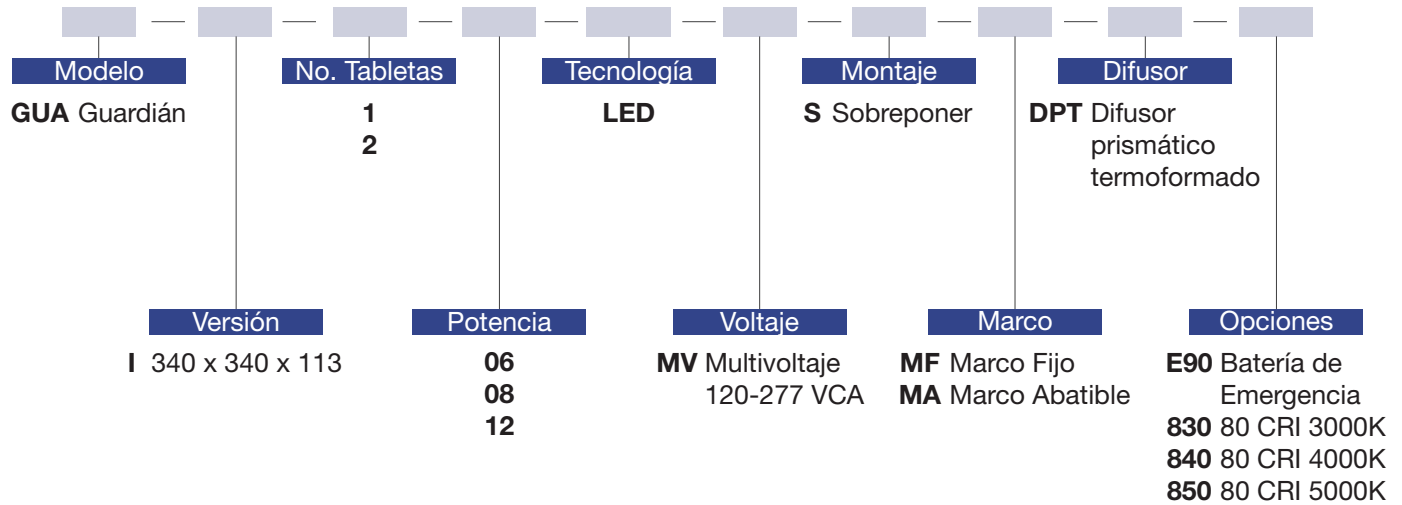 Modelo
GUA Guardián
No. Tabletas
1
2
Tecnología
LED
Montaje
S Sobreponer
Difusor
DPT Difusor
prismático
termoformado
Versión
I 340 x 340 x 113
Potencia
06
08
12
Voltaje
MV Multivoltaje
120-277 VCA
Marco
MF Marco Fijo
MA Marco Abatible
Opciones
E90 Batería de
Emergencia
830 80 CRI 3000K
840 80 CRI 4000K
850 80 CRI 5000K